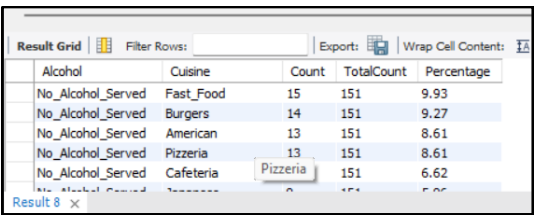 Result Grid Filter Rows: Export: Wrap Cell Content:
Alcohol Cuisine Count TotalCount Percentage
No_Alcohol_Served Fast_Food 15 151 9.93
No_Alcohol_Served Burgers 14 151 9.27
No_Alcohol_Served American 13 151 8.61
No_Alcohol_Served Pizzeria 13 151 8.61
No_Alcohol_Served Cafeteria 151 6.62
Pizzeria
Result 8 ×